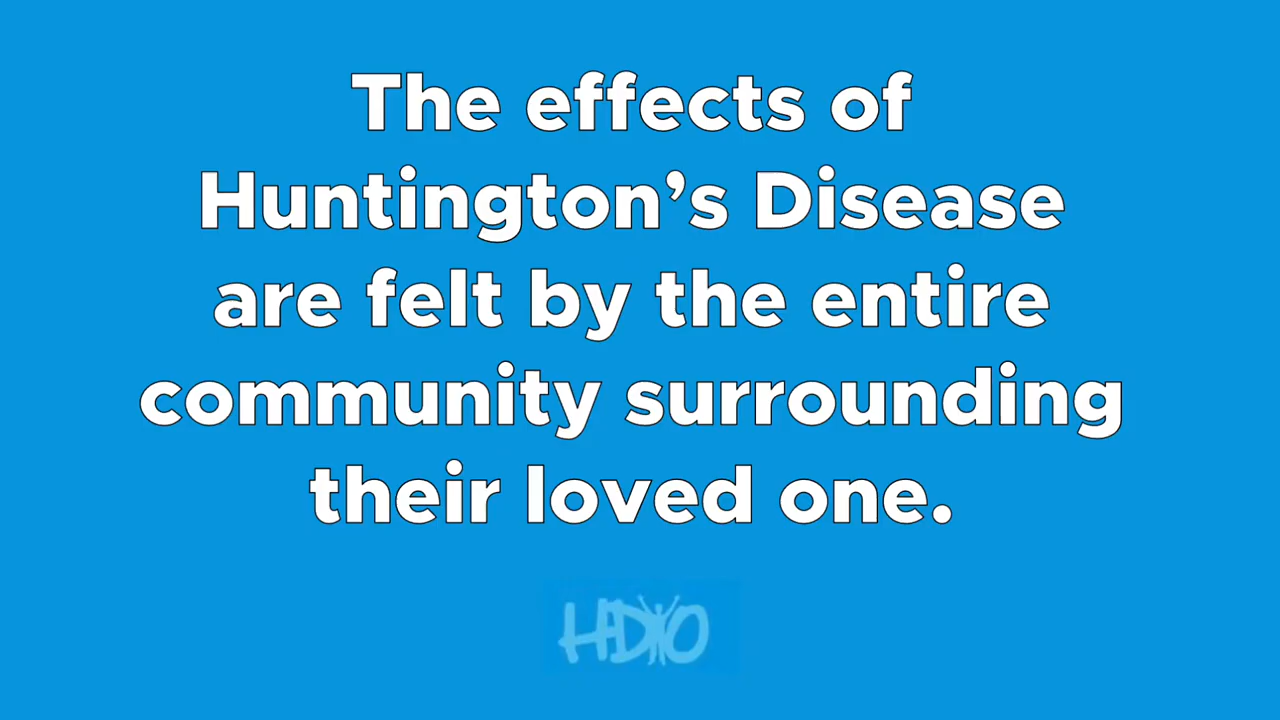 The effects of
Huntington’s Disease
are felt by the entire
community surrounding
their loved one.
HDYO